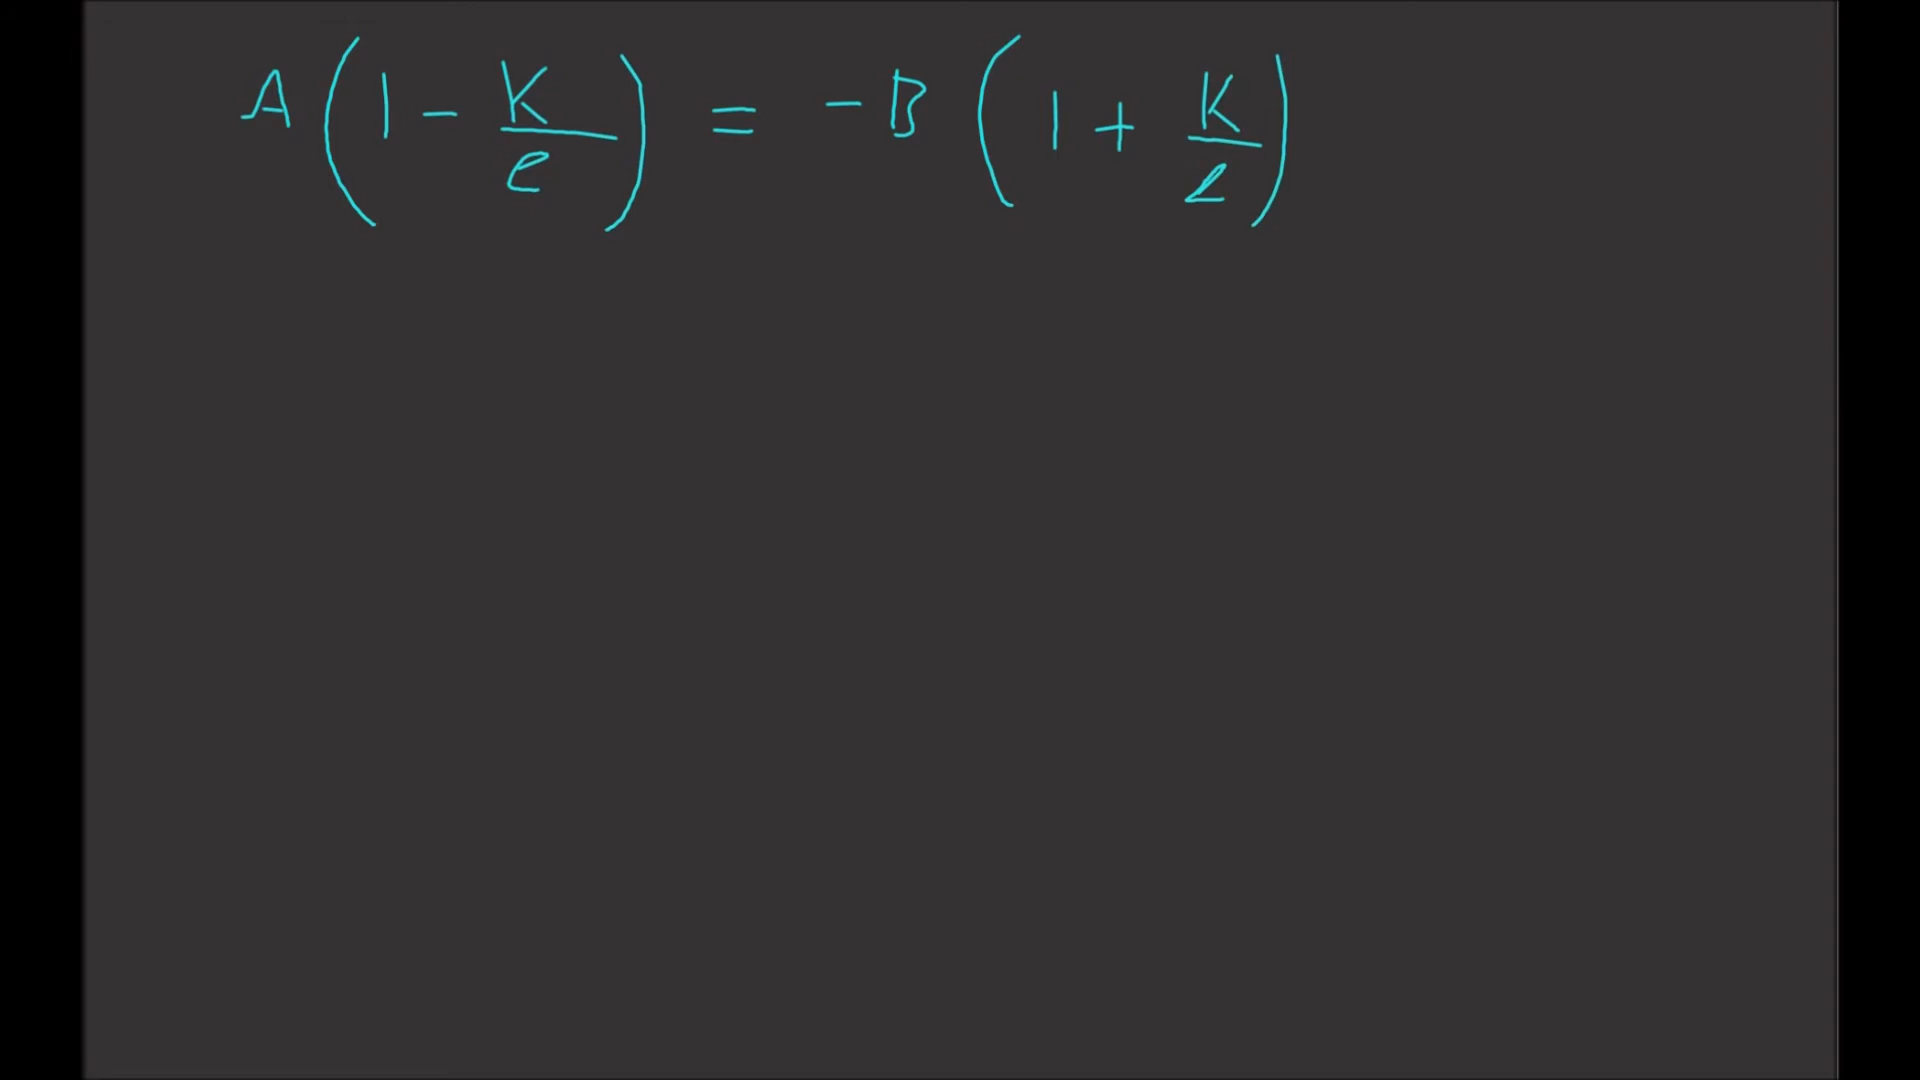 A(1 - K/e) = -B(1 + K/e)